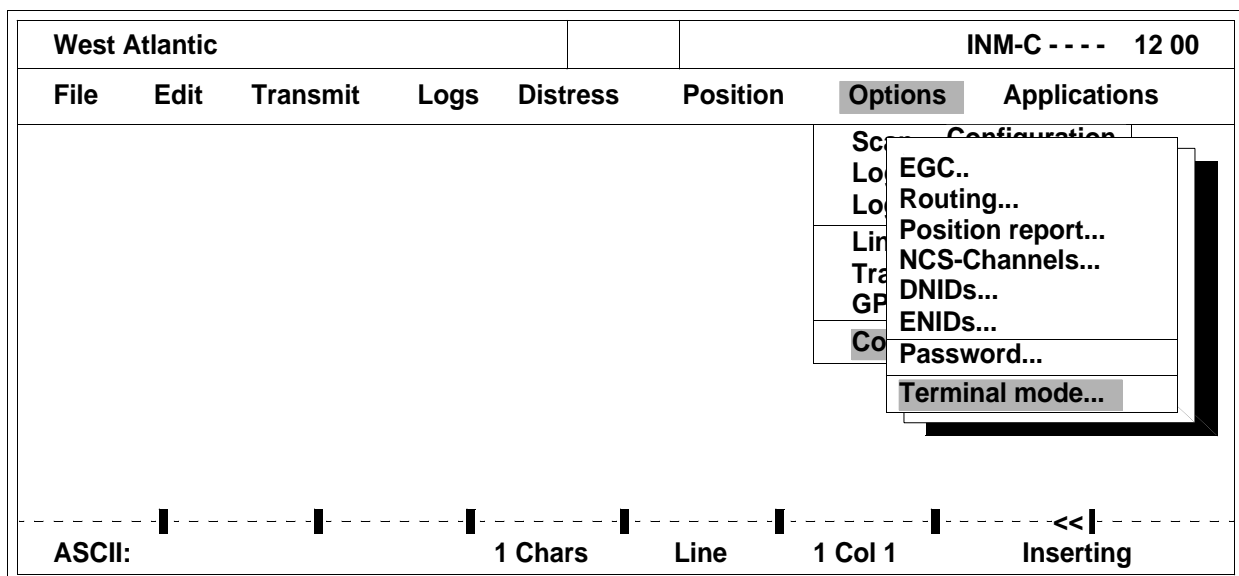 West Atlantic INM-C - - - - 12 00
File Edit Transmit Logs Distress Position Options Applications
Configuration
EGC..
Routing...
Position report...
NCS-Channels...
DNIDs...
ENIDs...
Password...
Terminal mode...
<<
ASCII: 1 Chars Line 1 Col 1 Inserting